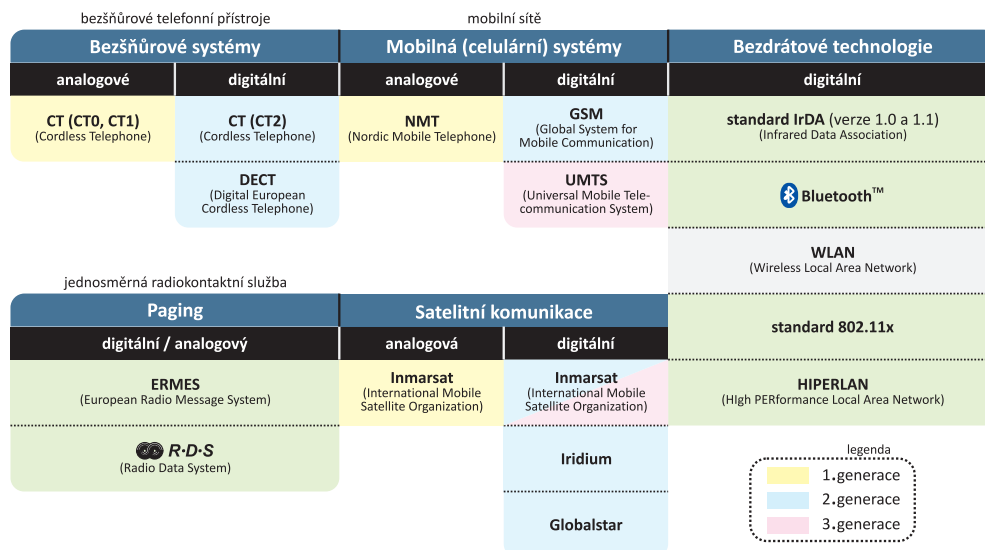 bezšňůrové telefonní přístroje
Bezšňůrové systémy
analogové
digitální
CT (CT0, CT1)
(Cordless Telephone)
CT (CT2)
(Cordless Telephone)
DECT
(Digital European
Cordless Telephone)
mobilní sítě
Mobilná (celulární) systémy
analogové
digitální
NMT
(Nordic Mobile Telephone)
GSM
(Global System for
Mobile Communication)
UMTS
(Universal Mobile Tele-
communication System)
Bezdrátové technologie
digitální
standard IrDA (verze 1.0 a 1.1)
(Infrared Data Association)
Bluetooth™
WLAN
(Wireless Local Area Network)
standard 802.11x
HIPERLAN
(HIgh PERformance Local Area Network)
jednosměrná radiokontaktní služba
Paging
digitální / analogový
ERMES
(European Radio Message System)
R·D·S
(Radio Data System)
Satelitní komunikace
analogová
digitální
Inmarsat
(International Mobile
Satellite Organization)
Inmarsat
(International Mobile
Satellite Organization)
Iridium
Globalstar
legenda
1.generace
2.generace
3.generace